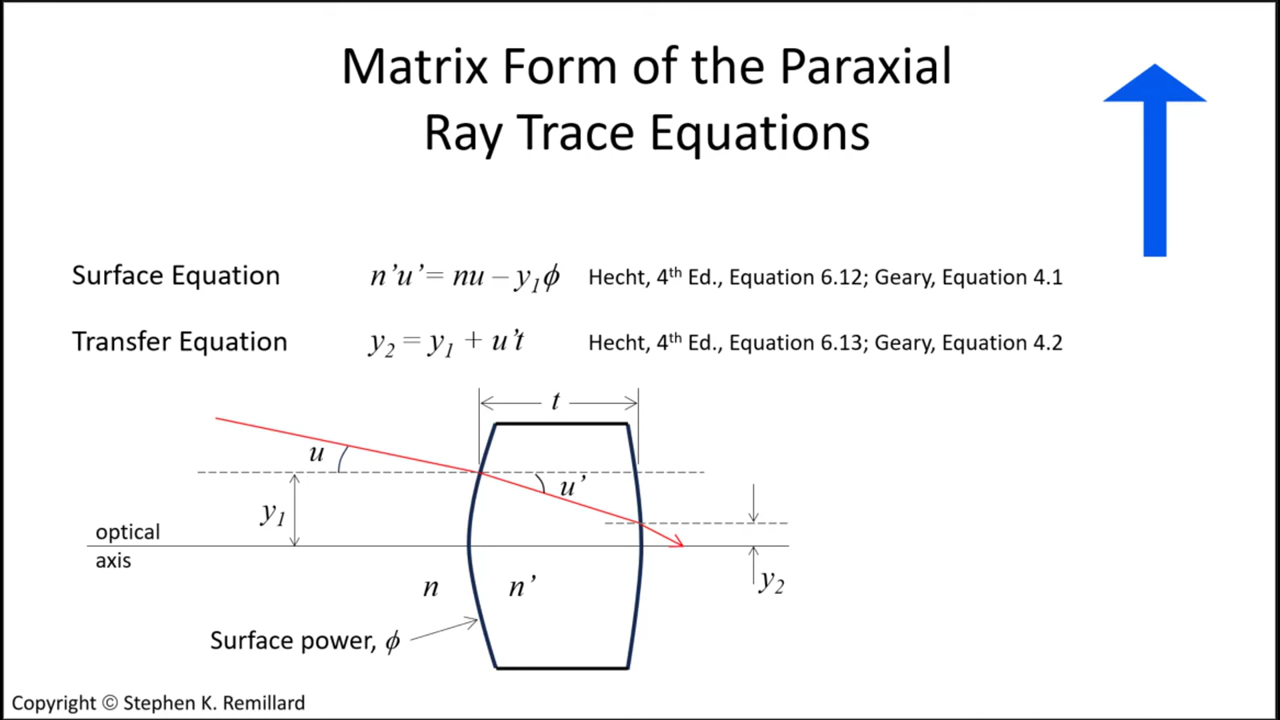 Matrix Form of the Paraxial
Ray Trace Equations
Surface Equation n’u’= nu – y₁ϕ Hecht, 4th Ed., Equation 6.12; Geary, Equation 4.1
Transfer Equation y₂ = y₁ + u’t Hecht, 4th Ed., Equation 6.13; Geary, Equation 4.2
t
u
u’
y₁
optical
axis
n n’
y₂
Surface power, ϕ
Copyright © Stephen K. Remillard